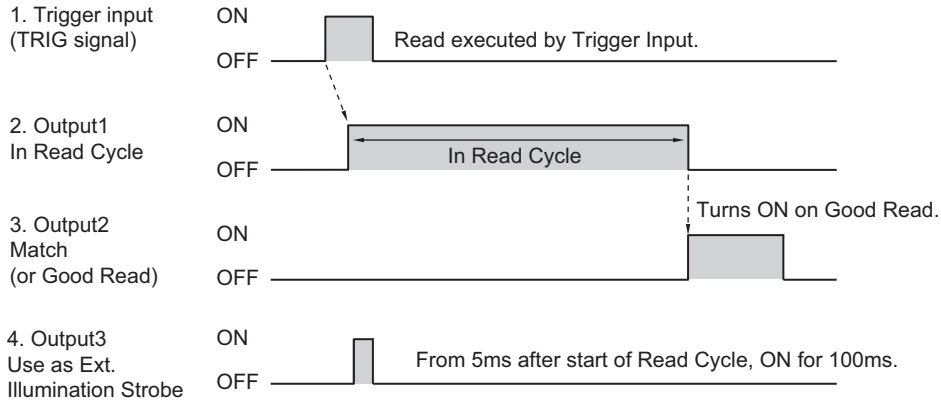 1. Trigger input
(TRIG signal)
ON
OFF
Read executed by Trigger Input.
2. Output1
In Read Cycle
ON
OFF
In Read Cycle
3. Output2
Match
(or Good Read)
ON
OFF
Turns ON on Good Read.
4. Output3
Use as Ext.
Illumination Strobe
ON
OFF
From 5ms after start of Read Cycle, ON for 100ms.